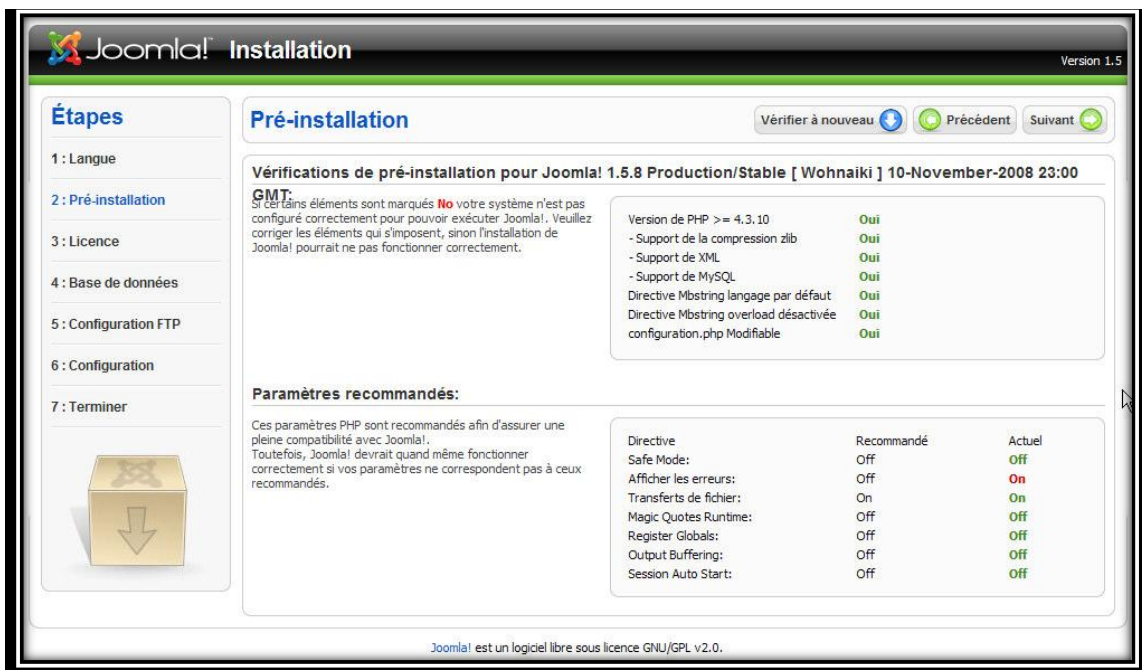 Joomla!™ Installation
Version 1.5
Étapes
1 : Langue
2 : Pré-installation
3 : Licence
4 : Base de données
5 : Configuration FTP
6 : Configuration
7 : Terminer
Pré-installation
Vérifier à nouveau
Précédent
Suivant
Vérifications de pré-installation pour Joomla! 1.5.8 Production/Stable [ Wohnaiki ] 10-November-2008 23:00
GMT:
Si certains éléments sont marqués No votre système n'est pas
configuré correctement pour pouvoir exécuter Joomla!. Veuillez
corriger les éléments qui s'imposent, sinon l'installation de
Joomla! pourrait ne pas fonctionner correctement.
Version de PHP >= 4.3.10 Oui
- Support de la compression zlib Oui
- Support de XML Oui
- Support de MySQL Oui
Directive Mbstring langage par défaut Oui
Directive Mbstring overload désactivée Oui
configuration.php Modifiable Oui
Paramètres recommandés:
Ces paramètres PHP sont recommandés afin d'assurer une
pleine compatibilité avec Joomla!.
Toutefois, Joomla! devrait quand même fonctionner
correctement si vos paramètres ne correspondent pas à ceux
recommandés.
Directive Recommandé Actuel
Safe Mode: Off Off
Afficher les erreurs: Off On
Transferts de fichier: On On
Magic Quotes Runtime: Off Off
Register Globals: Off Off
Output Buffering: Off Off
Session Auto Start: Off Off
Joomla! est un logiciel libre sous licence GNU/GPL v2.0.